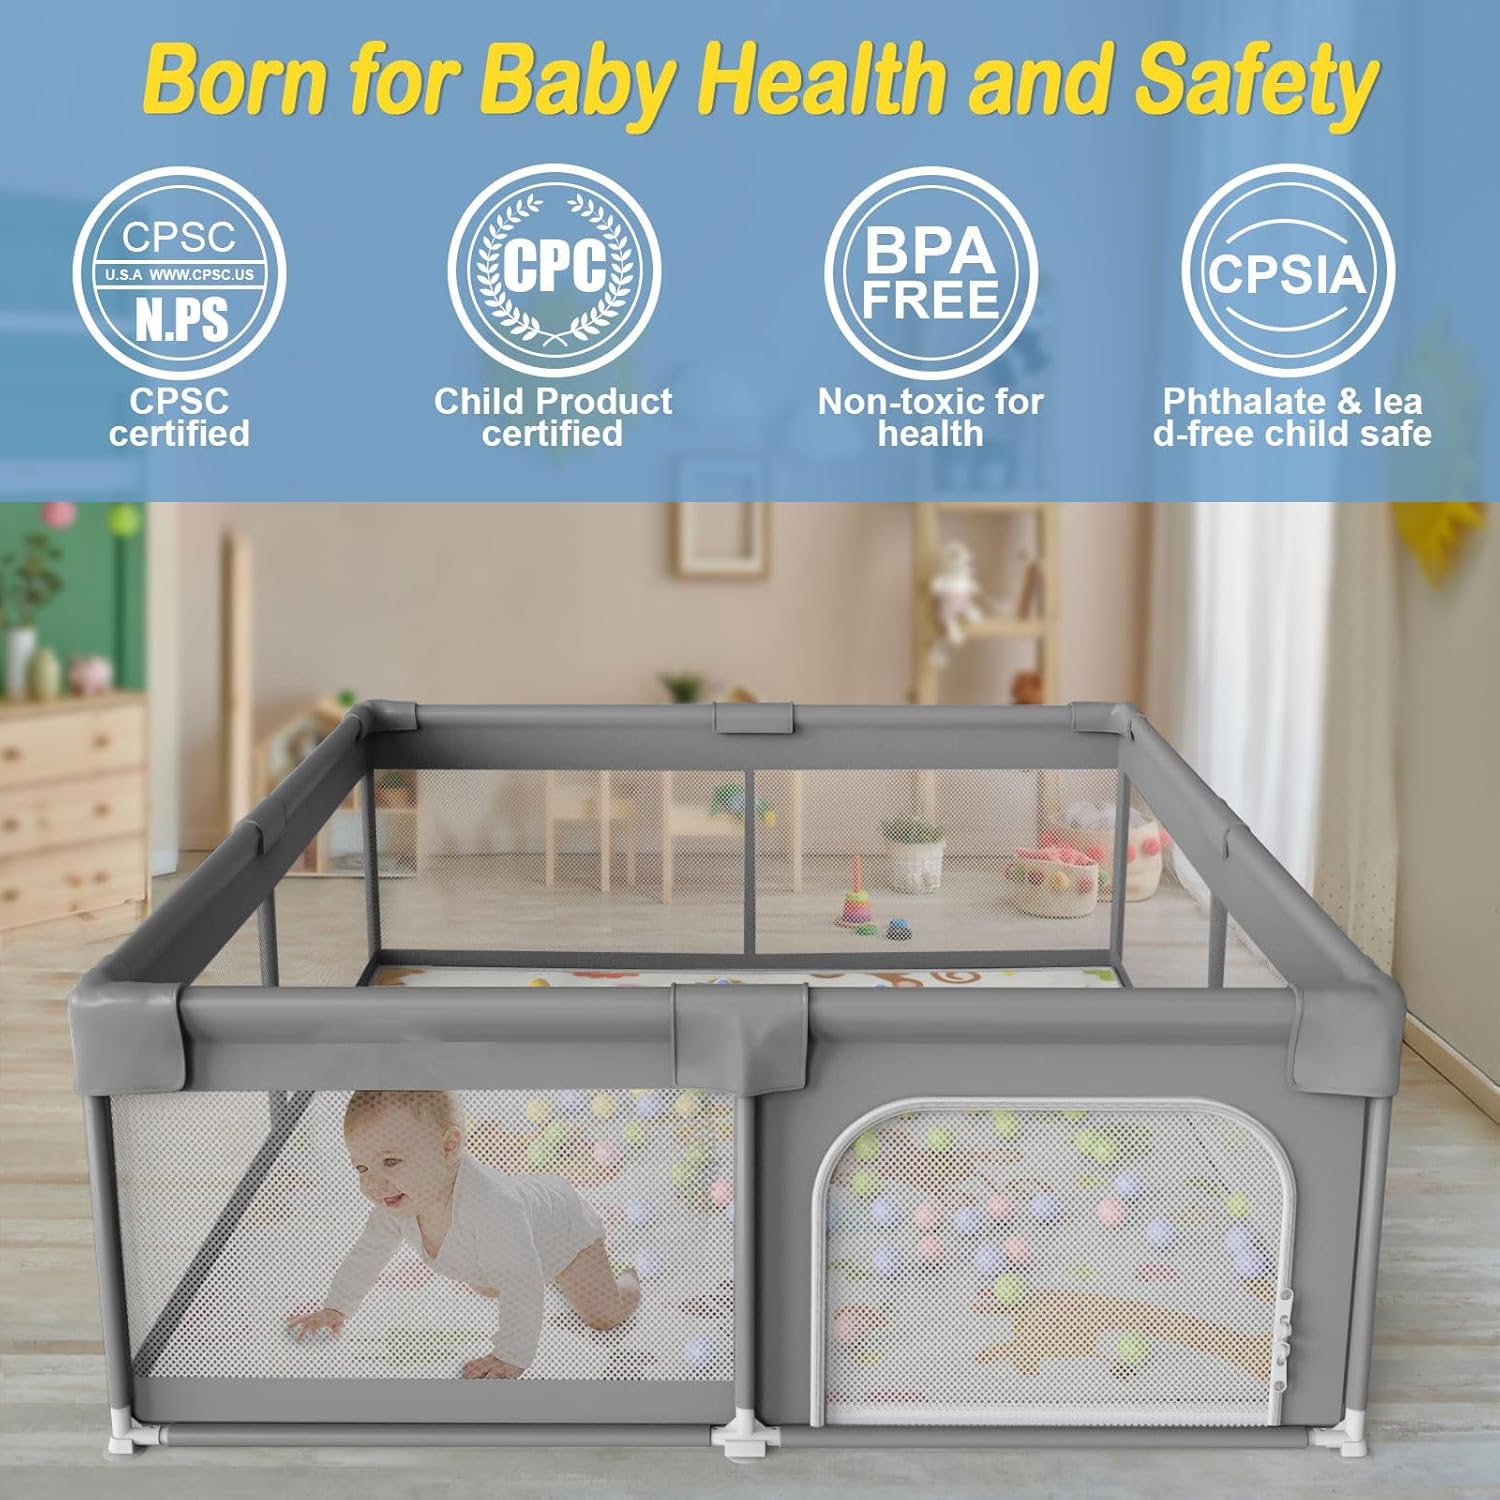 Born for Baby Health and Safety
CPSC
U.S.A WWW.CPSC.US
N.PS
CPSC
certified
CPC
Child Product
certified
BPA
FREE
Non-toxic for
health
CPSIA
Phthalate & lea
d-free child safe